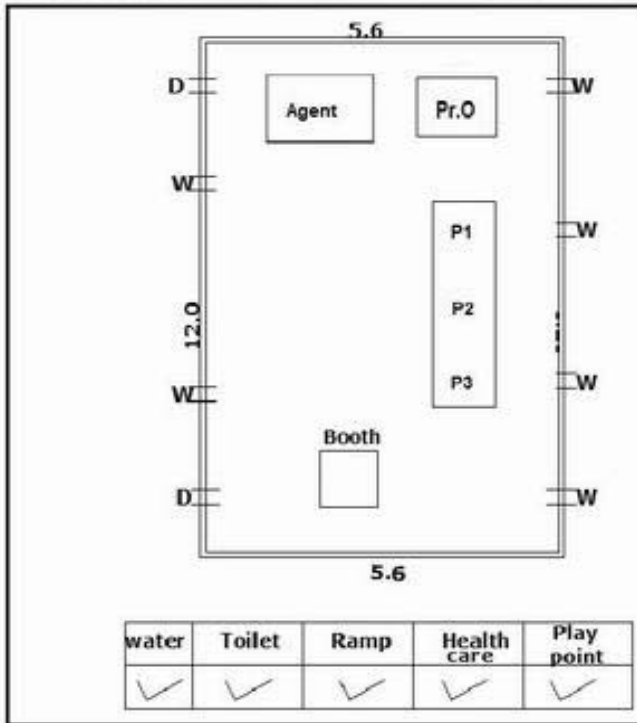 5.6
D
W
Agent
Pr.O
W
P1
W
P2
12.0
P3
W
W
Booth
D
W
5.6
water Toilet Ramp Health care Play point